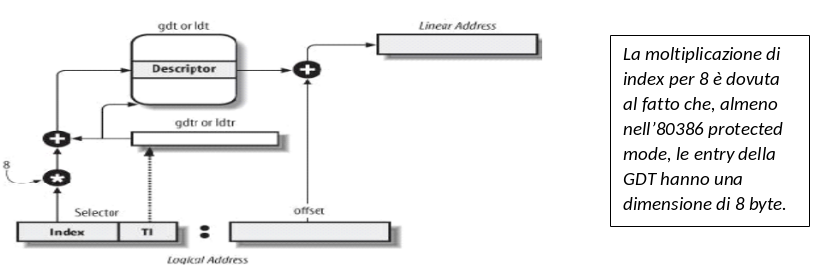 gdt or ldt
Linear Address
Descriptor
gdtr or ldtr
8
Selector
offset
Index
TI
Logical Address
La moltiplicazione di
index per 8 è dovuta
al fatto che, almeno
nell'80386 protected
mode, le entry della
GDT hanno una
dimensione di 8 byte.